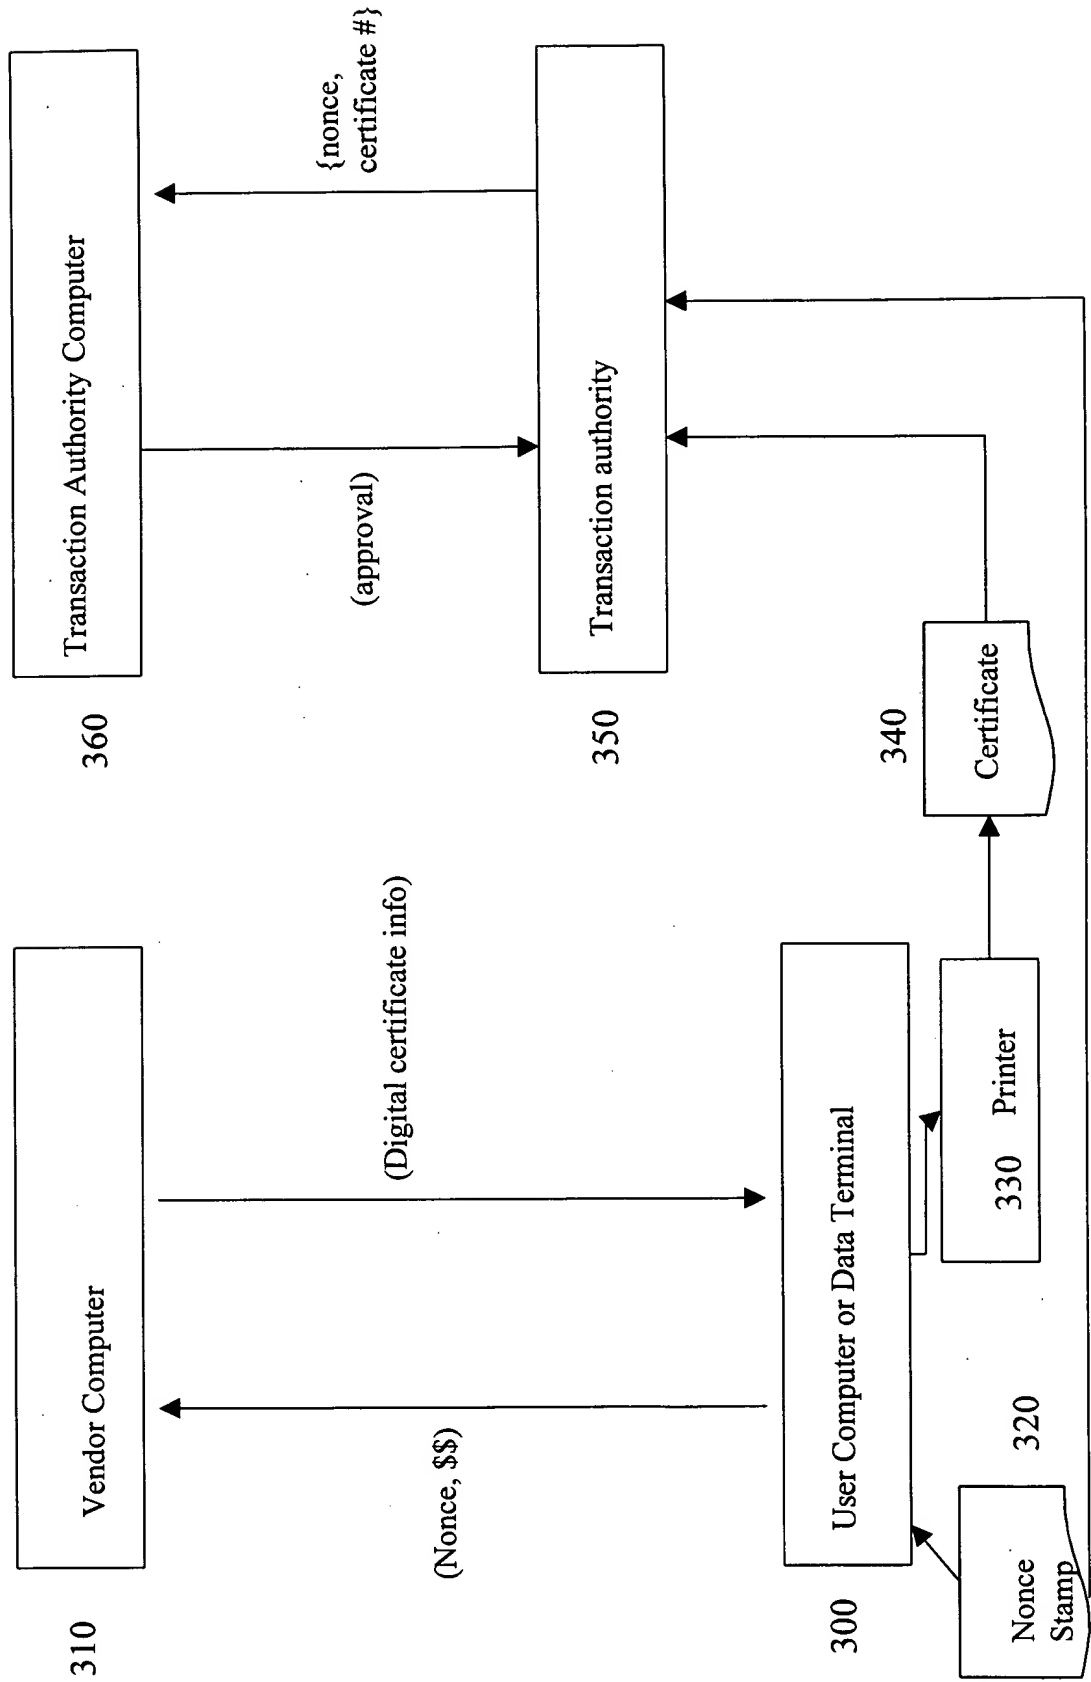 310
Vendor Computer
360
Transaction Authority Computer
(Nonce, $$)
(Digital certificate info)
(approval)
{nonce,
certificate #}
300
User Computer or Data Terminal
350
Transaction authority
Nonce
Stamp
320
330 Printer
340
Certificate